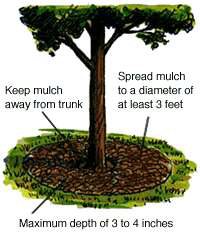 Keep mulch
away from trunk
Spread mulch
to a diameter of
at least 3 feet
Maximum depth of 3 to 4 inches